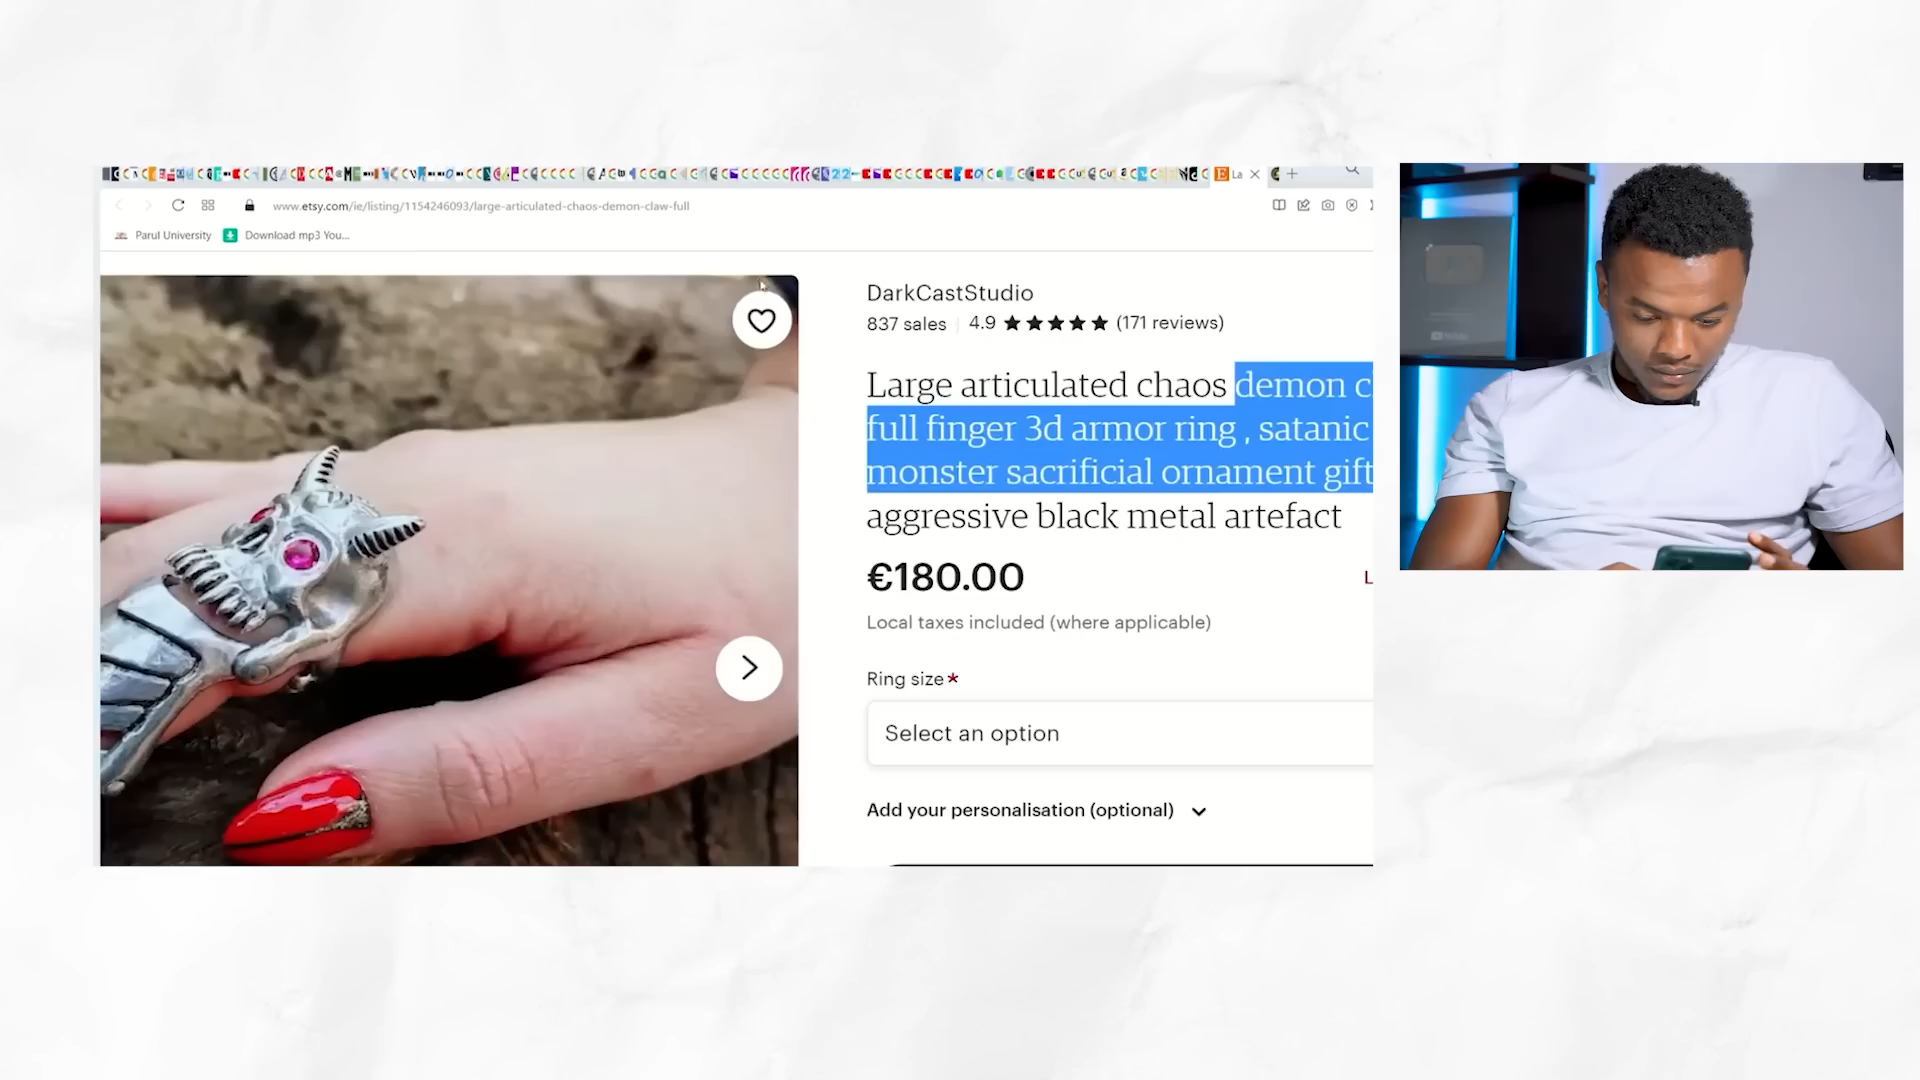 La
www.etsy.com/ie/listing/1154246093/large-articulated-chaos-demon-claw-full
Parul University
Download mp3 You...
DarkCastStudio
837 sales
4.9 ★★★★★ (171 reviews)
Large articulated chaos demon c
full finger 3d armor ring , satanic
monster sacrificial ornament gift
aggressive black metal artefact
€180.00
L
Local taxes included (where applicable)
Ring size*
Select an option
Add your personalisation (optional)